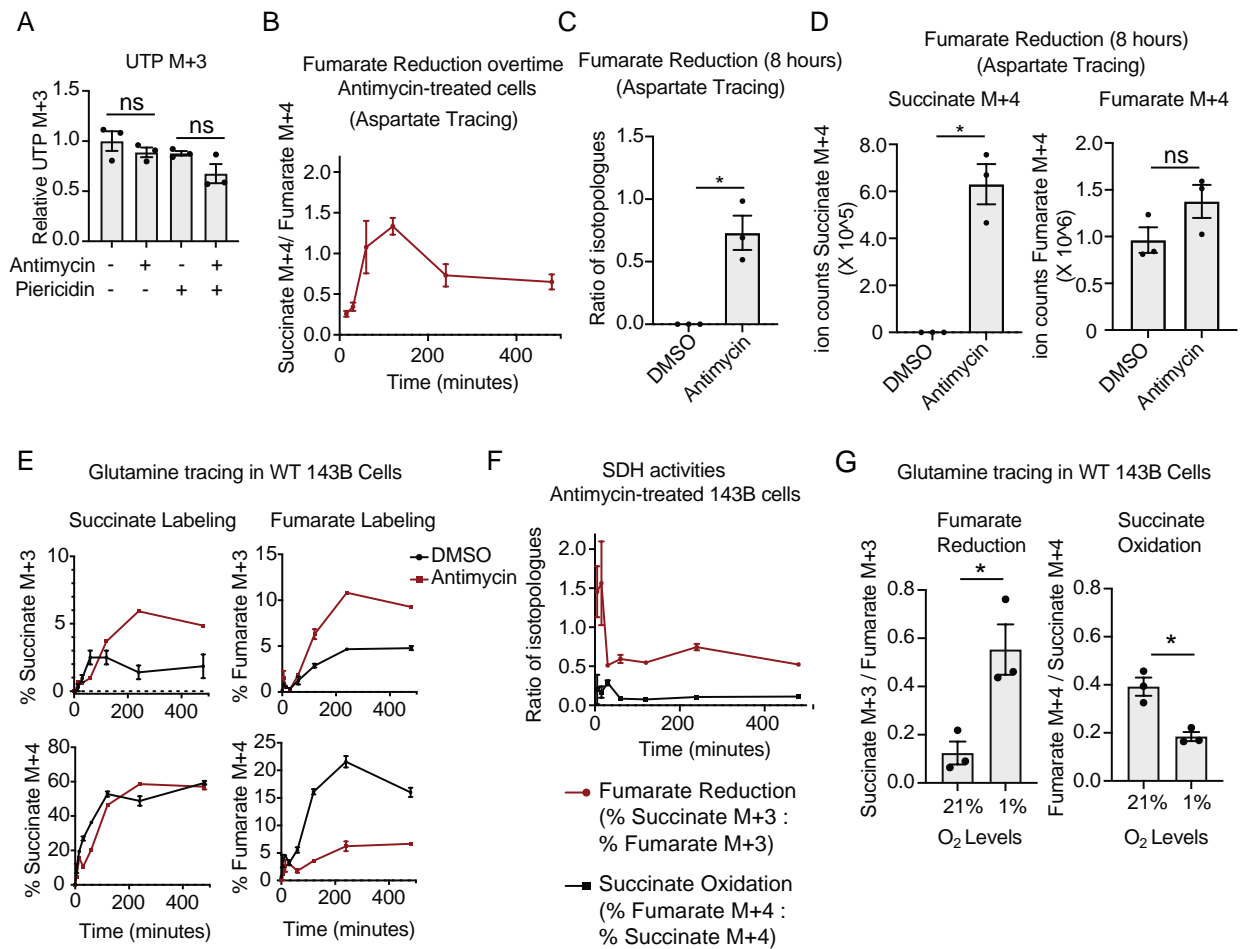 A
UTP M+3
Relative UTP M+3
1.5
1.0
0.5
0.0
ns
ns
Antimycin - + - +
Piericidin - - + +
B
Fumarate Reduction overtime
Antimycin-treated cells
(Aspartate Tracing)
Succinate M+4/ Fumarate M+4
2.0
1.5
1.0
0.5
0.0
0 200 400
Time (minutes)
C
Fumarate Reduction (8 hours)
(Aspartate Tracing)
Ratio of isotopologues
1.5
1.0
0.5
0.0
*
DMSO
Antimycin
D
Fumarate Reduction (8 hours)
(Aspartate Tracing)
Succinate M+4
ion counts Succinate M+4
(X 10^5)
8.0
6.0
4.0
2.0
0
*
DMSO
Antimycin
Fumarate M+4
ion counts Fumarate M+4
(X 10^6)
2.0
1.5
1.0
0.5
0
ns
DMSO
Antimycin
E
Glutamine tracing in WT 143B Cells
Succinate Labeling
% Succinate M+3
10
5
0
0 200 400
Fumarate Labeling
% Fumarate M+3
15
10
5
0
0 200 400
DMSO
Antimycin
% Succinate M+4
80
60
40
20
0
0 200 400
Time (minutes)
% Fumarate M+4
25
20
15
10
5
0
0 200 400
Time (minutes)
F
SDH activities
Antimycin-treated 143B cells
Ratio of isotopologues
2.0
1.5
1.0
0.5
0.0
0 200 400
Time (minutes)
Fumarate Reduction
(% Succinate M+3 :
% Fumarate M+3)
Succinate Oxidation
(% Fumarate M+4 :
% Succinate M+4)
G
Glutamine tracing in WT 143B Cells
Fumarate
Reduction
Succinate M+3 / Fumarate M+3
0.8
0.6
0.4
0.2
0.0
*
21% 1%
O₂ Levels
Succinate
Oxidation
Fumarate M+4 / Succinate M+4
0.8
0.6
0.4
0.2
0.0
*
21% 1%
O₂ Levels